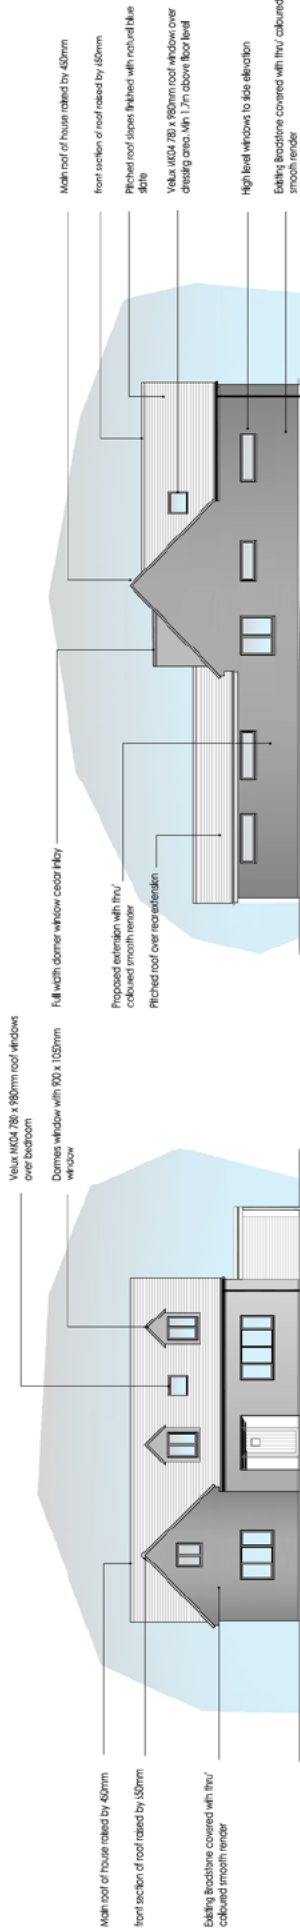 Main roof of house raised by 450mm
front section of roof raised by 650mm
Pitched roof slopes finished with natural blue
slate
Velux MK04 780 x 980mm roof windows over
dressing area. Min 1.7m above floor level
High level windows to side elevation
Existing Bradstone covered with thru' coloured
smooth render
Full width dormer window cedar inlay
Proposed extension with thru'
coloured smooth render
Pitched roof over rear extension
Velux MK04 780 x 980mm roof windows
over bedroom
Dormes window with 900 x 1050mm
window
Main roof of house raised by 450mm
front section of roof raised by 650mm
Existing Bradstone covered with thru'
coloured smooth render